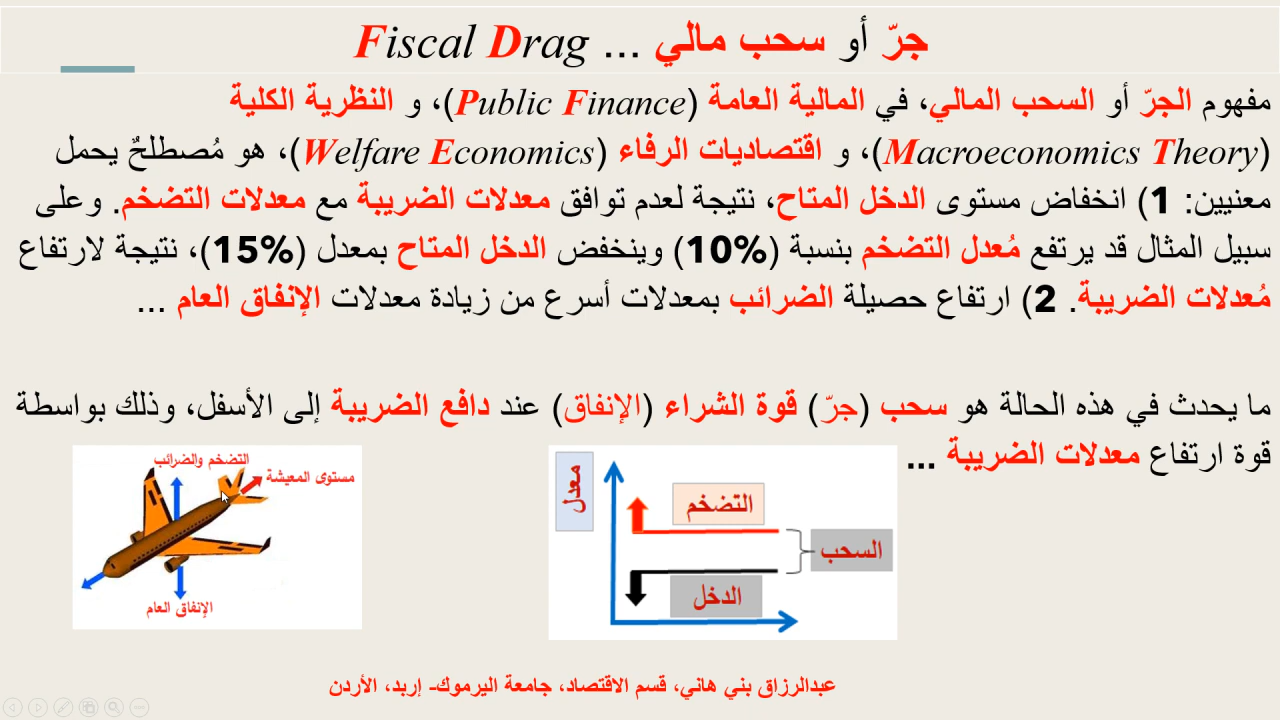 جرّ أو سحب مالي ... Fiscal Drag
مفهوم الجرّ أو السحب المالي، في المالية العامة (Public Finance)، و النظرية الكلية
(Macroeconomics Theory)، و اقتصاديات الرفاء (Welfare Economics)، هو مُصطلحٌ يحمل
معنيين: 1) انخفاض مستوى الدخل المتاح، نتيجة لعدم توافق معدلات الضريبة مع معدلات التضخم. وعلى
سبيل المثال قد يرتفع مُعدل التضخم بنسبة (10%) وينخفض الدخل المتاح بمعدل (15%)، نتيجة لارتفاع
مُعدلات الضريبة. 2) ارتفاع حصيلة الضرائب بمعدلات أسرع من زيادة معدلات الإنفاق العام ...
ما يحدث في هذه الحالة هو سحب (جرّ) قوة الشراء (الإنفاق) عند دافع الضريبة إلى الأسفل، وذلك بواسطة
قوة ارتفاع معدلات الضريبة ...
معدل
التضخم
السحب
الدخل
التضخم والضرائب
مستوى المعيشة
الإنفاق العام
عبدالرزاق بني هاني، قسم الاقتصاد، جامعة اليرموك- إربد، الأردن